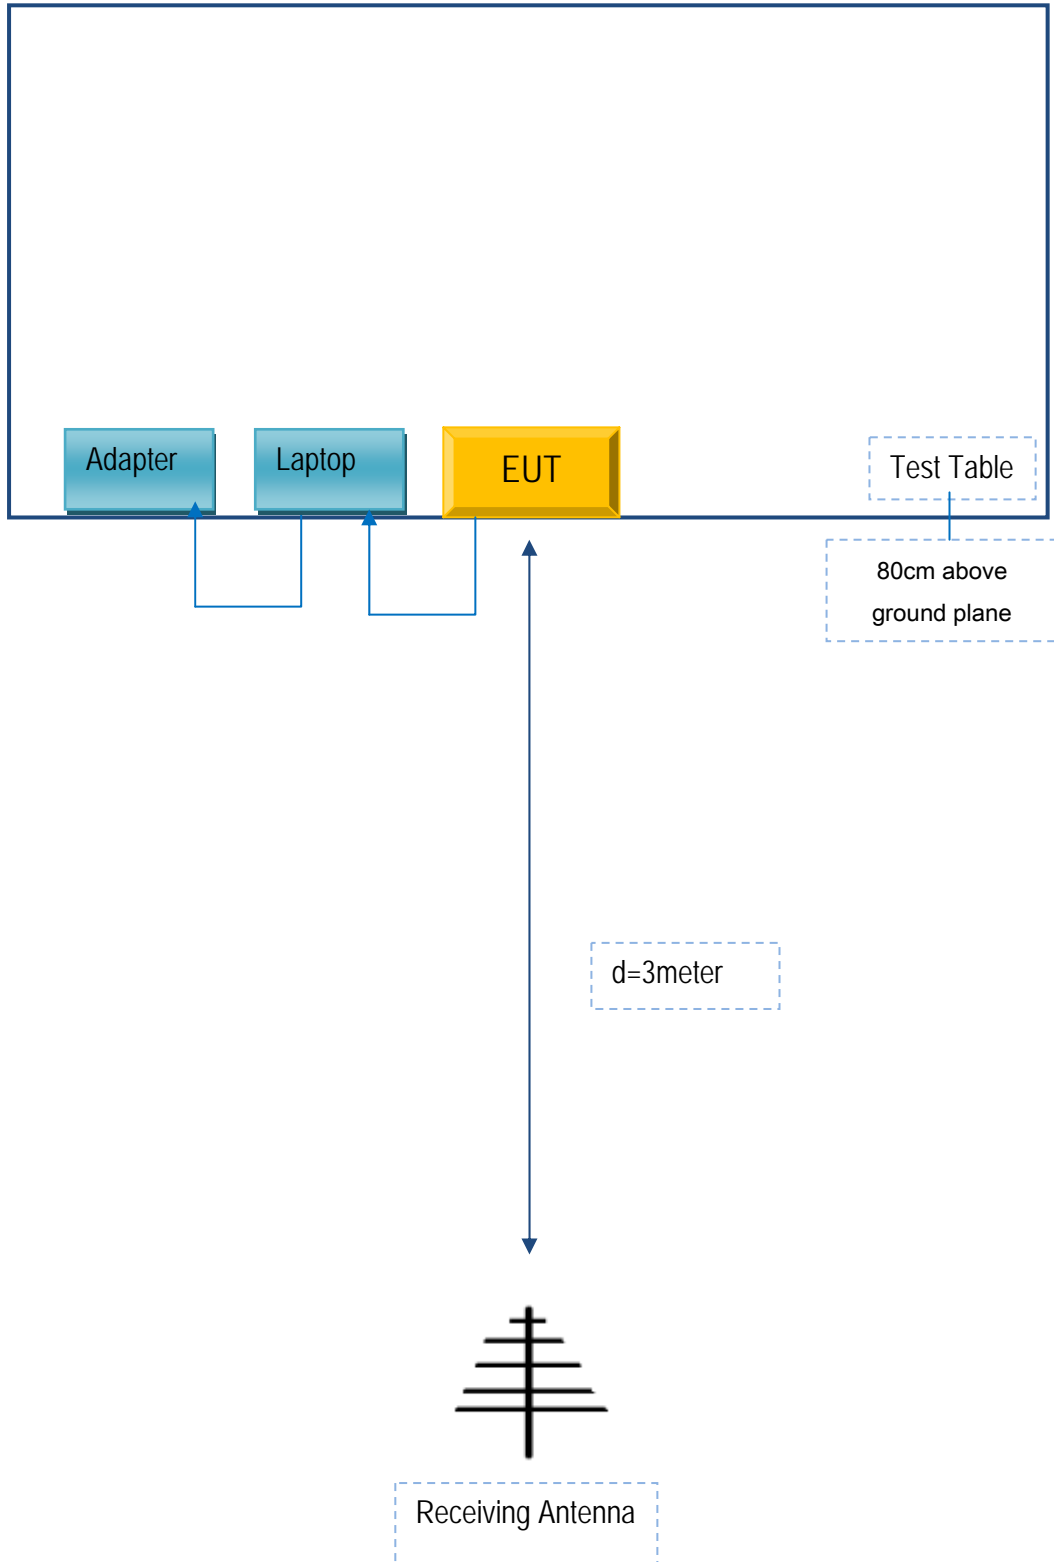 Adapter
Laptop
EUT
Test Table
80cm above
ground plane
d=3meter
Receiving Antenna